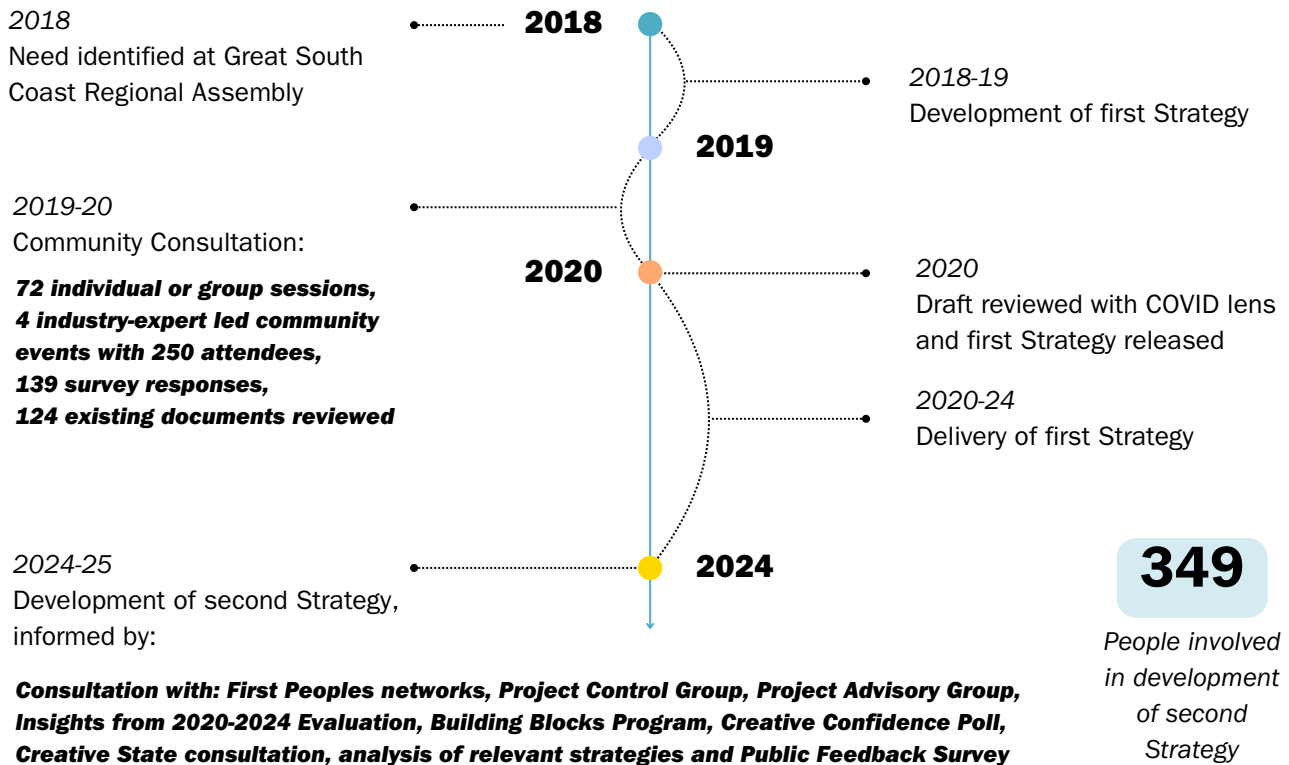 2018
Need identified at Great South
Coast Regional Assembly
2018
2018-19
Development of first Strategy
2019
2019-20
Community Consultation:
72 individual or group sessions,
4 industry-expert led community
events with 250 attendees,
139 survey responses,
124 existing documents reviewed
2020
2020
Draft reviewed with COVID lens
and first Strategy released
2020-24
Delivery of first Strategy
2024-25
Development of second Strategy,
informed by:
2024
Consultation with: First Peoples networks, Project Control Group, Project Advisory Group,
Insights from 2020-2024 Evaluation, Building Blocks Program, Creative Confidence Poll,
Creative State consultation, analysis of relevant strategies and Public Feedback Survey
349
People involved
in development
of second
Strategy